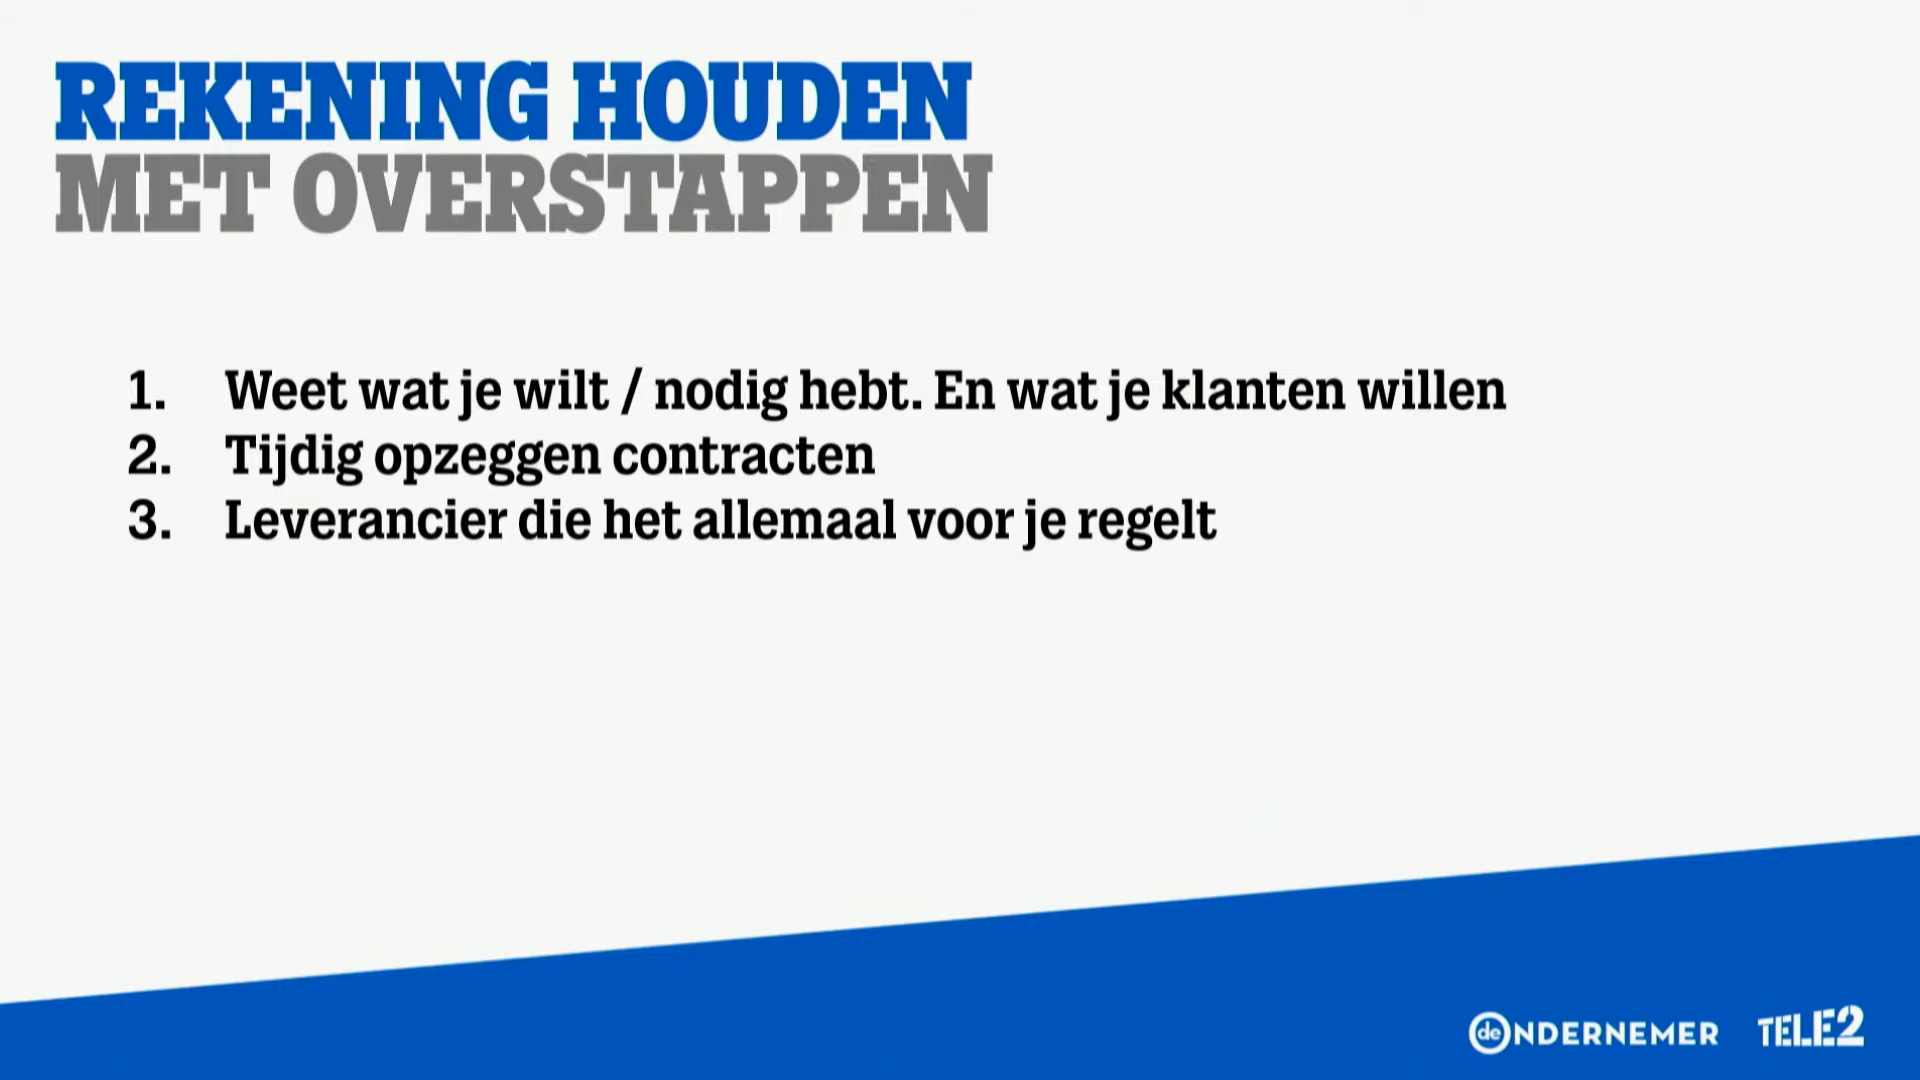 REKENING HOUDEN
MET OVERSTAPPEN
1. Weet wat je wilt / nodig hebt. En wat je klanten willen
2. Tijdig opzeggen contracten
3. Leverancier die het allemaal voor je regelt
deONDERNEMER TELE2